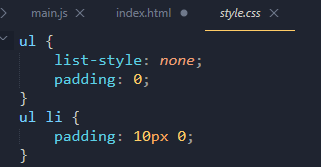 main.js index.html style.css
ul {
    list-style: none;
    padding: 0;
}
ul li {
    padding: 10px 0;
}